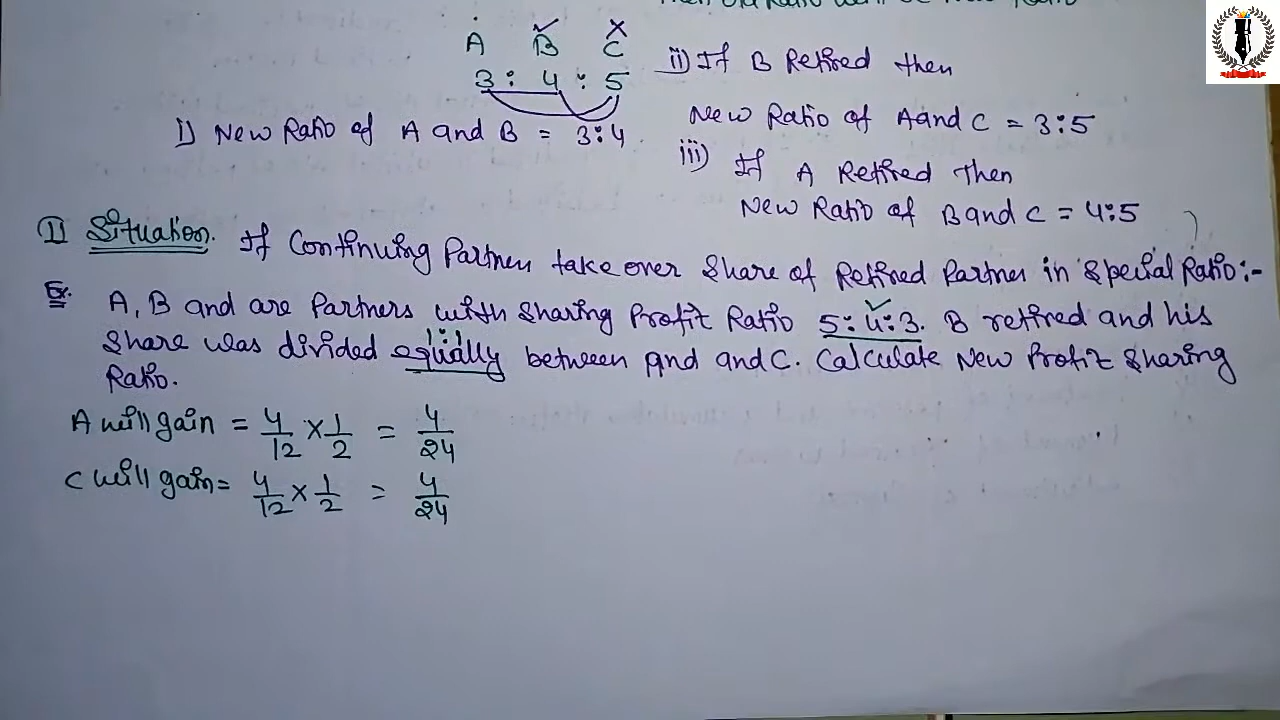 A B C
3 : 4 : 5
1) New Ratio of A and B = 3:4
ii) If B Retired then
New Ratio of A and C = 3:5
iii) If A Retired Then
New Ratio of B and C = 4:5
II Situation. If Continuing Partner take over Share of Retired Partner in Special Ratio:-
Ex. A, B and are Partners with Sharing Profit Ratio 5:4:3. B retired and his
1:1
Share was divided equally between and and C. Calculate New Profit Sharing
Ratio.
A will gain = 4/12 × 1/2 = 4/24
C will gain = 4/12 × 1/2 = 4/24